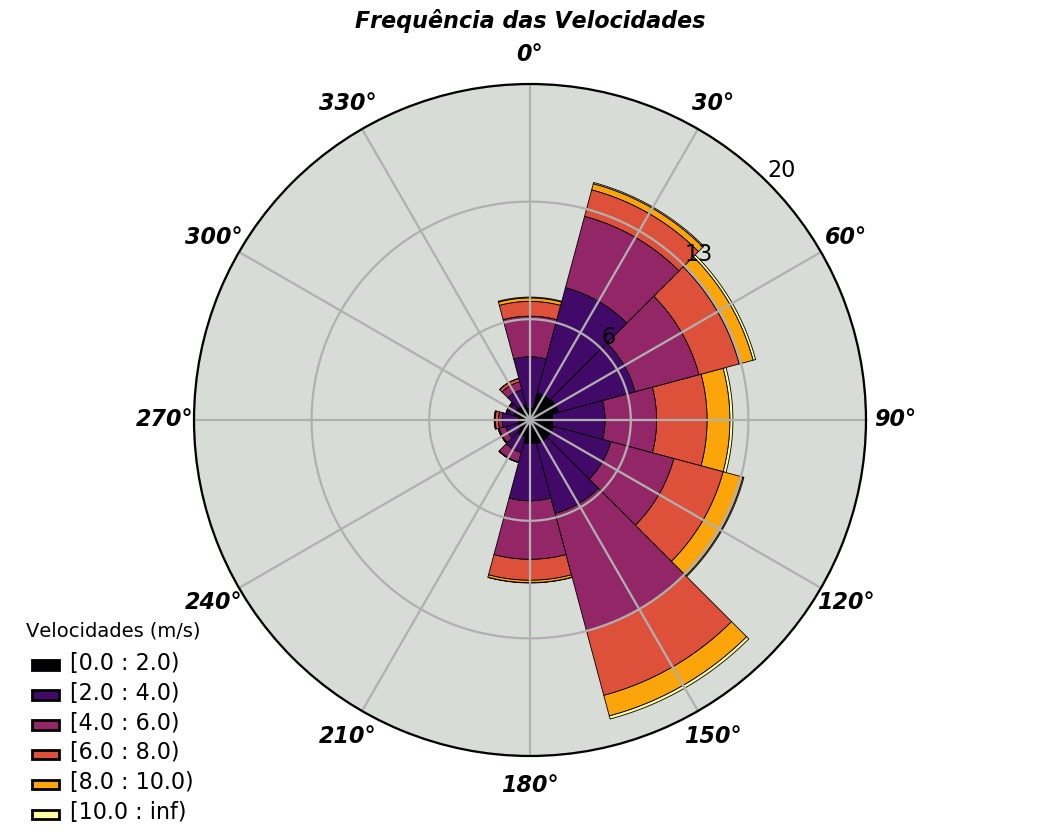 Frequência das Velocidades
0°
330°
30°
20
300°
60°
13
6
270°
90°
240°
120°
210°
150°
180°
Velocidades (m/s)
[0.0 : 2.0)
[2.0 : 4.0)
[4.0 : 6.0)
[6.0 : 8.0)
[8.0 : 10.0)
[10.0 : inf)